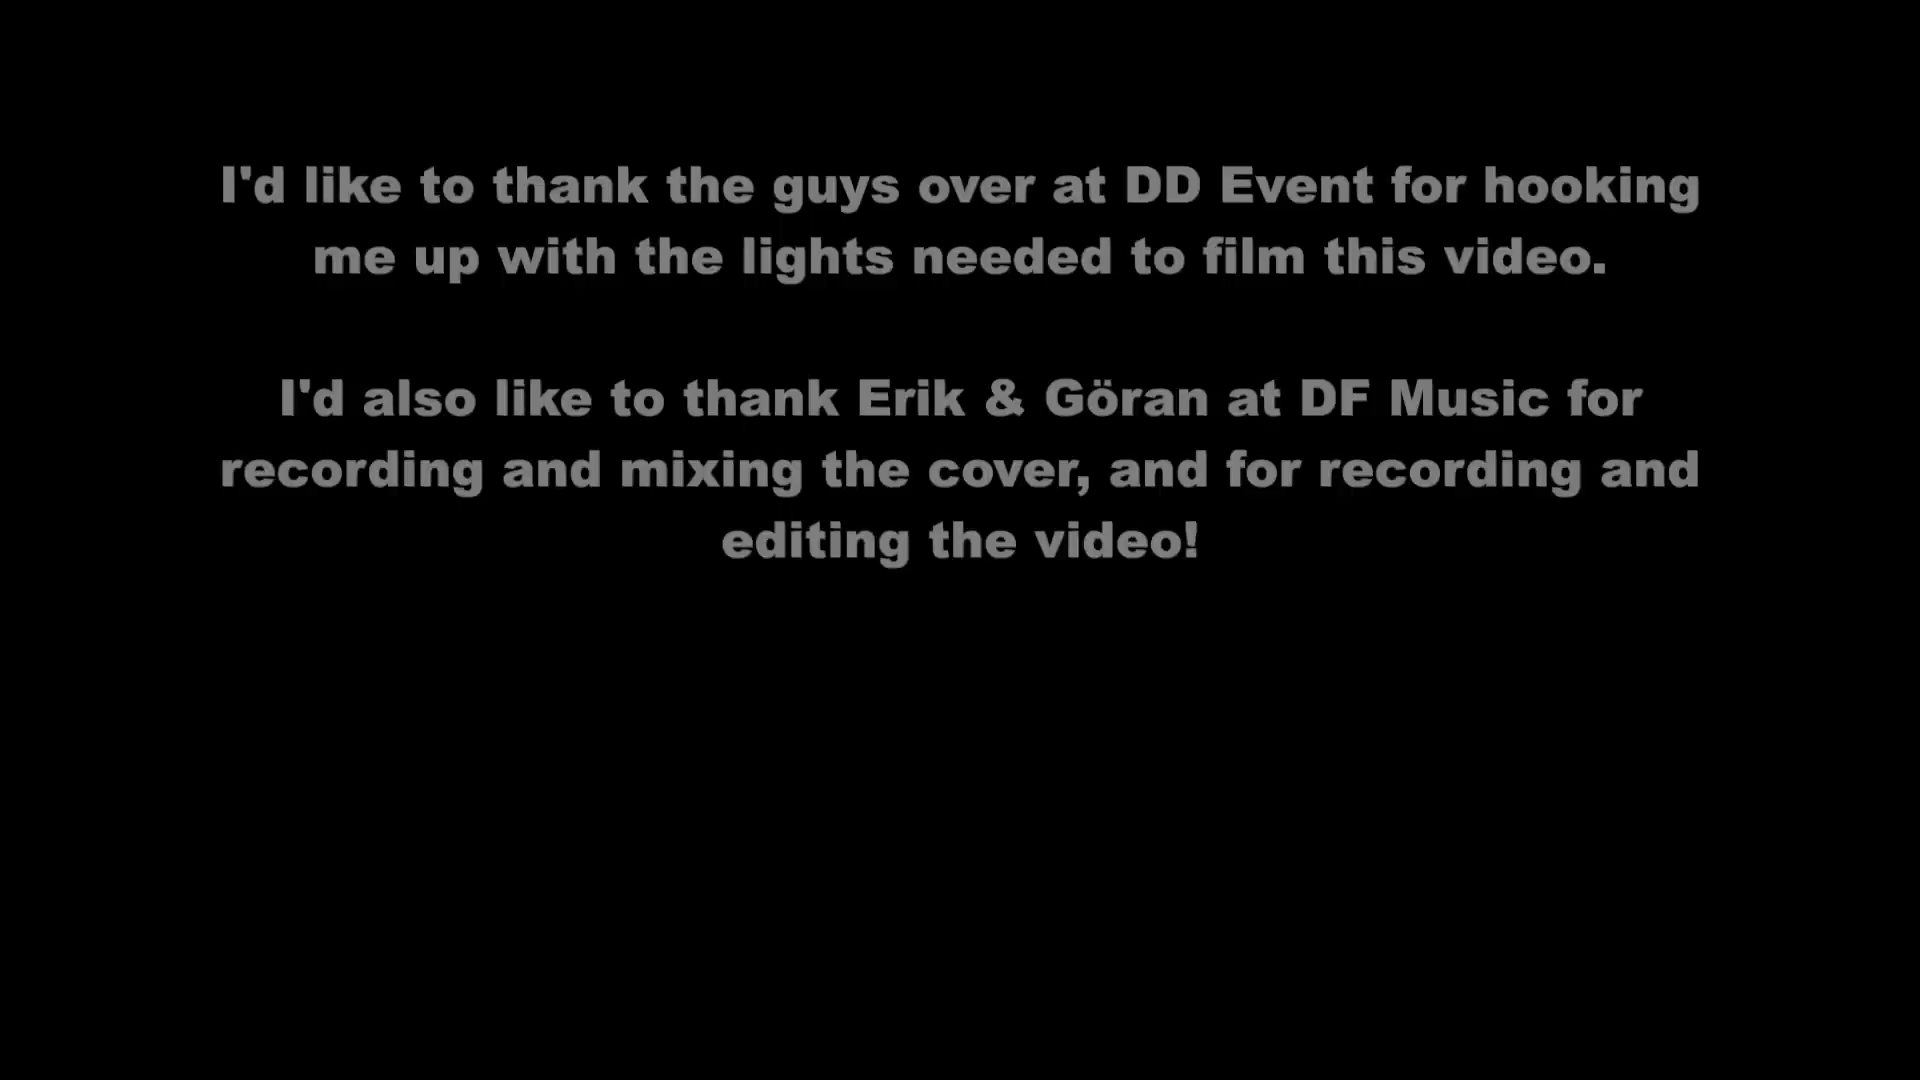 I'd like to thank the guys over at DD Event for hooking
me up with the lights needed to film this video.
I'd also like to thank Erik & Göran at DF Music for
recording and mixing the cover, and for recording and
editing the video!